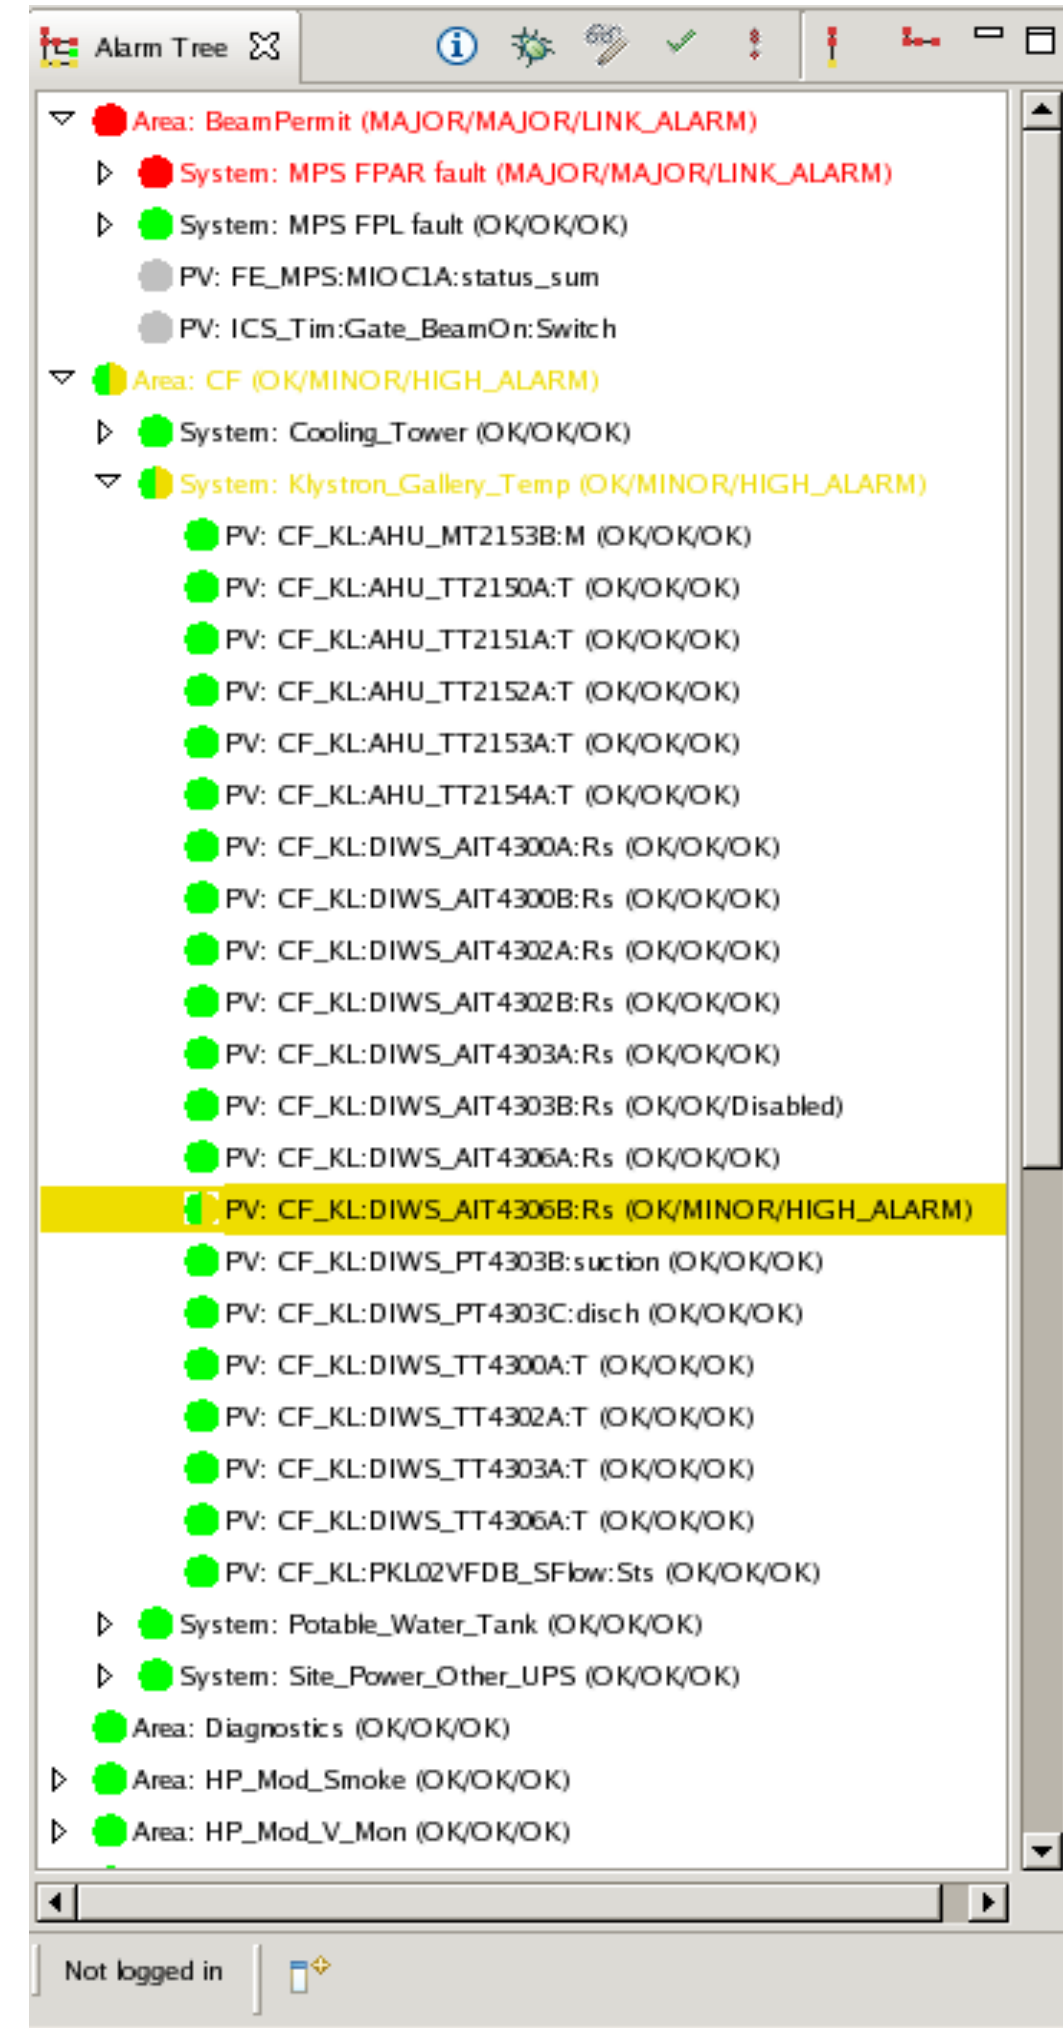 Alarm Tree
Area: BeamPermit (MAJOR/MAJOR/LINK_ALARM)
System: MPS FPAR fault (MAJOR/MAJOR/LINK_ALARM)
System: MPS FPL fault (OK/OK/OK)
PV: FE_MPS:MIOC1A:status_sum
PV: ICS_Tim:Gate_BeamOn:Switch
Area: CF (OK/MINOR/HIGH_ALARM)
System: Cooling_Tower (OK/OK/OK)
System: Klystron_Gallery_Temp (OK/MINOR/HIGH_ALARM)
PV: CF_KL:AHU_MT2153B:M (OK/OK/OK)
PV: CF_KL:AHU_TT2150A:T (OK/OK/OK)
PV: CF_KL:AHU_TT2151A:T (OK/OK/OK)
PV: CF_KL:AHU_TT2152A:T (OK/OK/OK)
PV: CF_KL:AHU_TT2153A:T (OK/OK/OK)
PV: CF_KL:AHU_TT2154A:T (OK/OK/OK)
PV: CF_KL:DIWS_AIT4300A:Rs (OK/OK/OK)
PV: CF_KL:DIWS_AIT4300B:Rs (OK/OK/OK)
PV: CF_KL:DIWS_AIT4302A:Rs (OK/OK/OK)
PV: CF_KL:DIWS_AIT4302B:Rs (OK/OK/OK)
PV: CF_KL:DIWS_AIT4303A:Rs (OK/OK/OK)
PV: CF_KL:DIWS_AIT4303B:Rs (OK/OK/Disabled)
PV: CF_KL:DIWS_AIT4306A:Rs (OK/OK/OK)
PV: CF_KL:DIWS_AIT4306B:Rs (OK/MINOR/HIGH_ALARM)
PV: CF_KL:DIWS_PT4303B:suction (OK/OK/OK)
PV: CF_KL:DIWS_PT4303C:disch (OK/OK/OK)
PV: CF_KL:DIWS_TT4300A:T (OK/OK/OK)
PV: CF_KL:DIWS_TT4302A:T (OK/OK/OK)
PV: CF_KL:DIWS_TT4303A:T (OK/OK/OK)
PV: CF_KL:DIWS_TT4306A:T (OK/OK/OK)
PV: CF_KL:PKL02VFDB_SFlow:Sts (OK/OK/OK)
System: Potable_Water_Tank (OK/OK/OK)
System: Site_Power_Other_UPS (OK/OK/OK)
Area: Diagnostics (OK/OK/OK)
Area: HP_Mod_Smoke (OK/OK/OK)
Area: HP_Mod_V_Mon (OK/OK/OK)
Not logged in